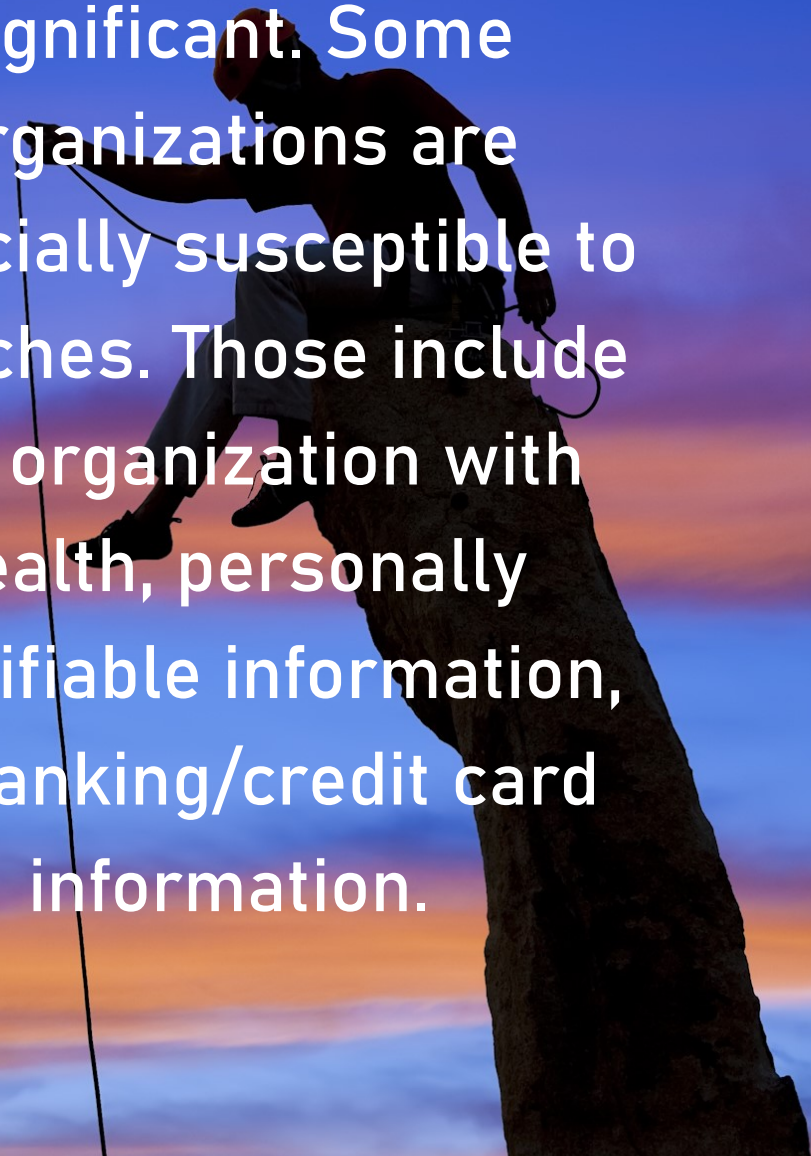 gnificant. Some
rganizations are
cially susceptible to
ches. Those include
organization with
ealth, personally
ifiable information,
anking/credit card
information.